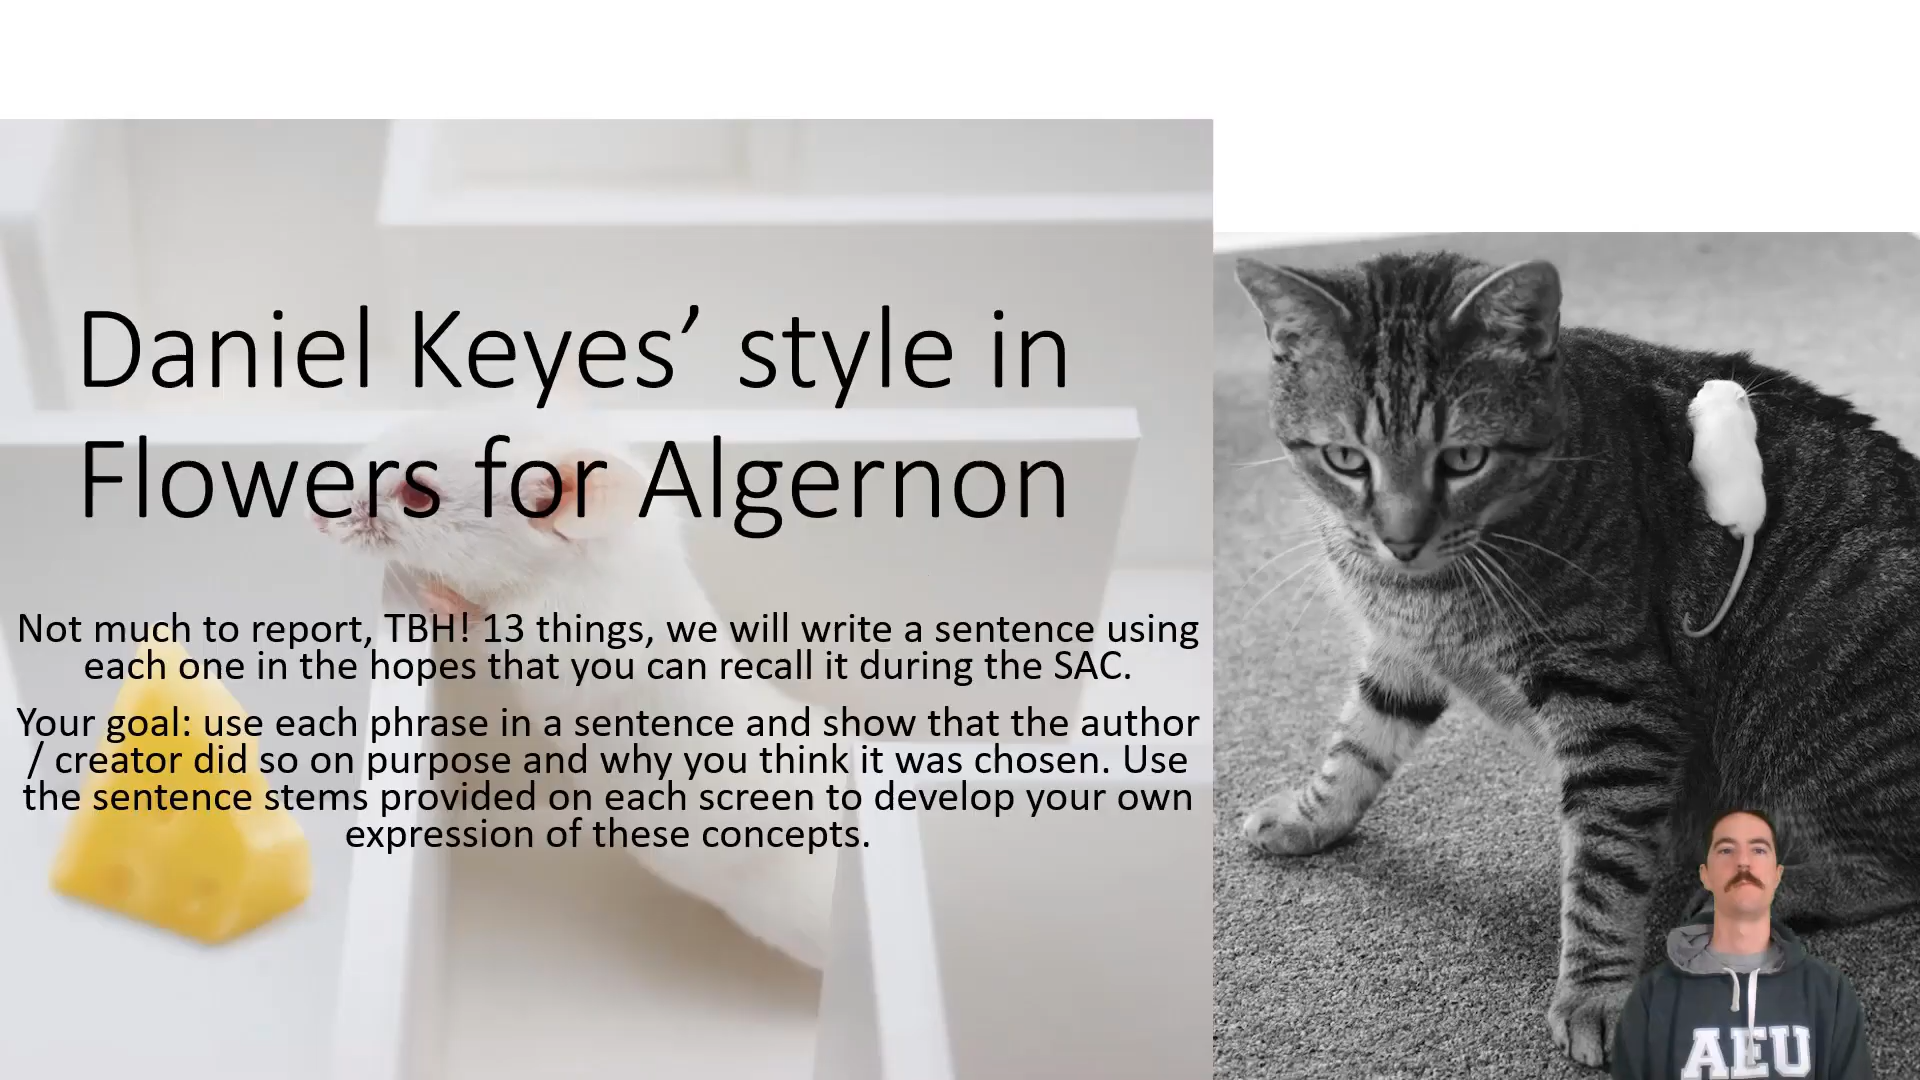 Daniel Keyes’ style in
Flowers for Algernon
Not much to report, TBH! 13 things, we will write a sentence using
each one in the hopes that you can recall it during the SAC.
Your goal: use each phrase in a sentence and show that the author
/ creator did so on purpose and why you think it was chosen. Use
the sentence stems provided on each screen to develop your own
expression of these concepts.
AEU